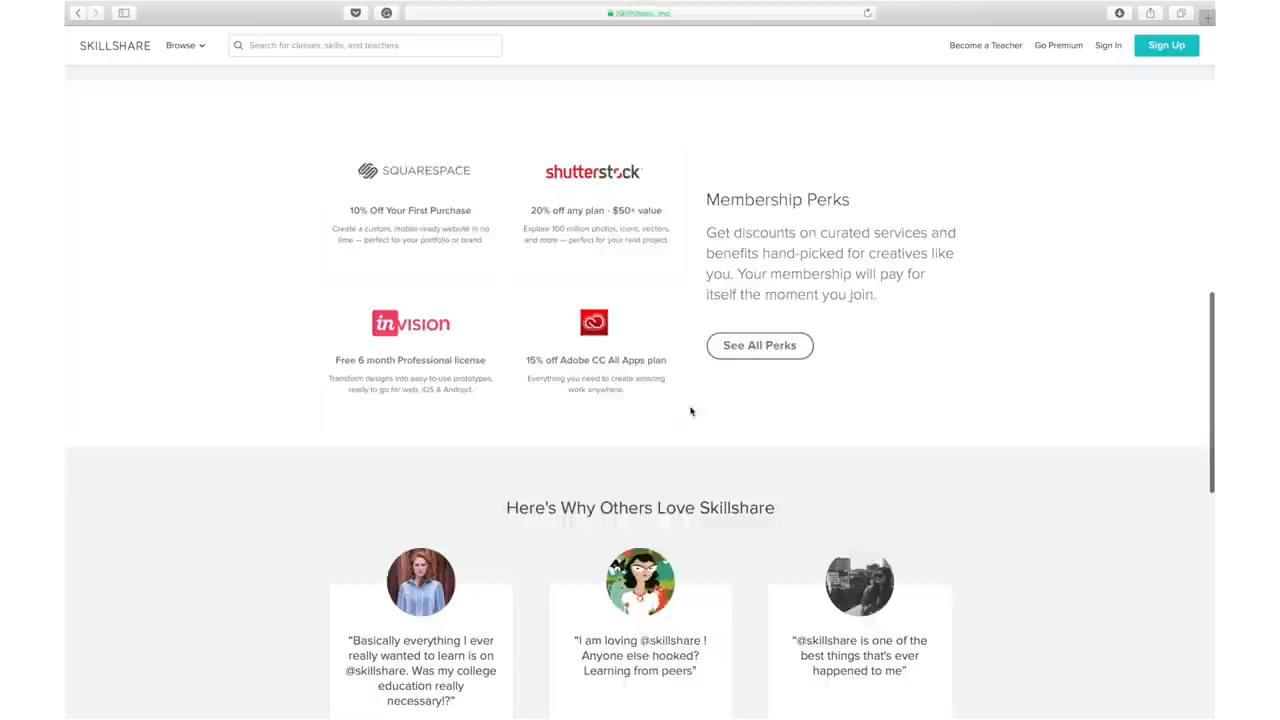 Skillshare, Inc.
SKILLSHARE
Browse
Search for classes, skills, and teachers
Become a Teacher
Go Premium
Sign In
Sign Up
SQUARESPACE
10% Off Your First Purchase
Create a custom, mobile-ready website in no
time — perfect for your portfolio or brand.
shutterstock
20% off any plan - $50+ value
Explore 100 million photos, icons, vectors,
and more — perfect for your next project.
invision
Free 6 month Professional license
Transform designs into easy-to-use prototypes,
ready to go for web, iOS & Android.
15% off Adobe CC All Apps plan
Everything you need to create amazing
work anywhere.
Membership Perks
Get discounts on curated services and
benefits hand-picked for creatives like
you. Your membership will pay for
itself the moment you join.
See All Perks
Here's Why Others Love Skillshare
“Basically everything I ever
really wanted to learn is on
@skillshare. Was my college
education really
necessary!?”
“I am loving @skillshare !
Anyone else hooked?
Learning from peers”
“@skillshare is one of the
best things that's ever
happened to me”